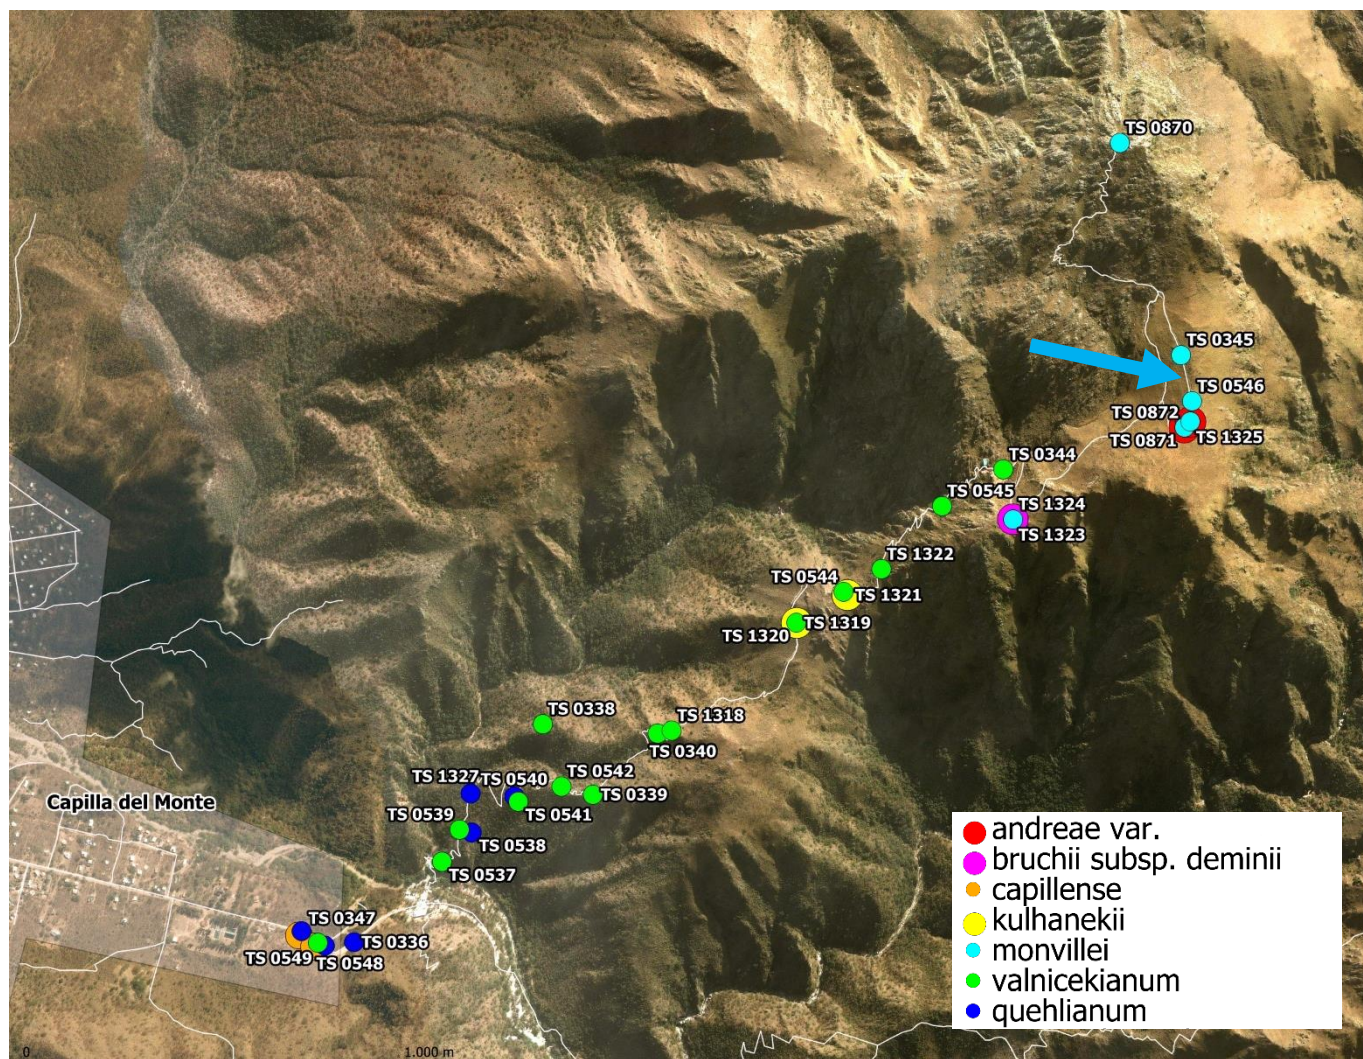 TS 0870
TS 0345
TS 0546
TS 0872
TS 0871
TS 1325
TS 0344
TS 0545
TS 1324
TS 1323
TS 1322
TS 0544
TS 1321
TS 1319
TS 1320
TS 0338
TS 1318
TS 0340
TS 0542
TS 1327
TS 0540
TS 0339
Capilla del Monte
TS 0541
TS 0539
TS 0538
TS 0537
TS 0347
TS 0336
TS 0549
TS 0548
andreae var.
bruchii subsp. deminii
capillense
kulhanekii
monvillei
valnicekianum
quehlianum
0
1.000 m